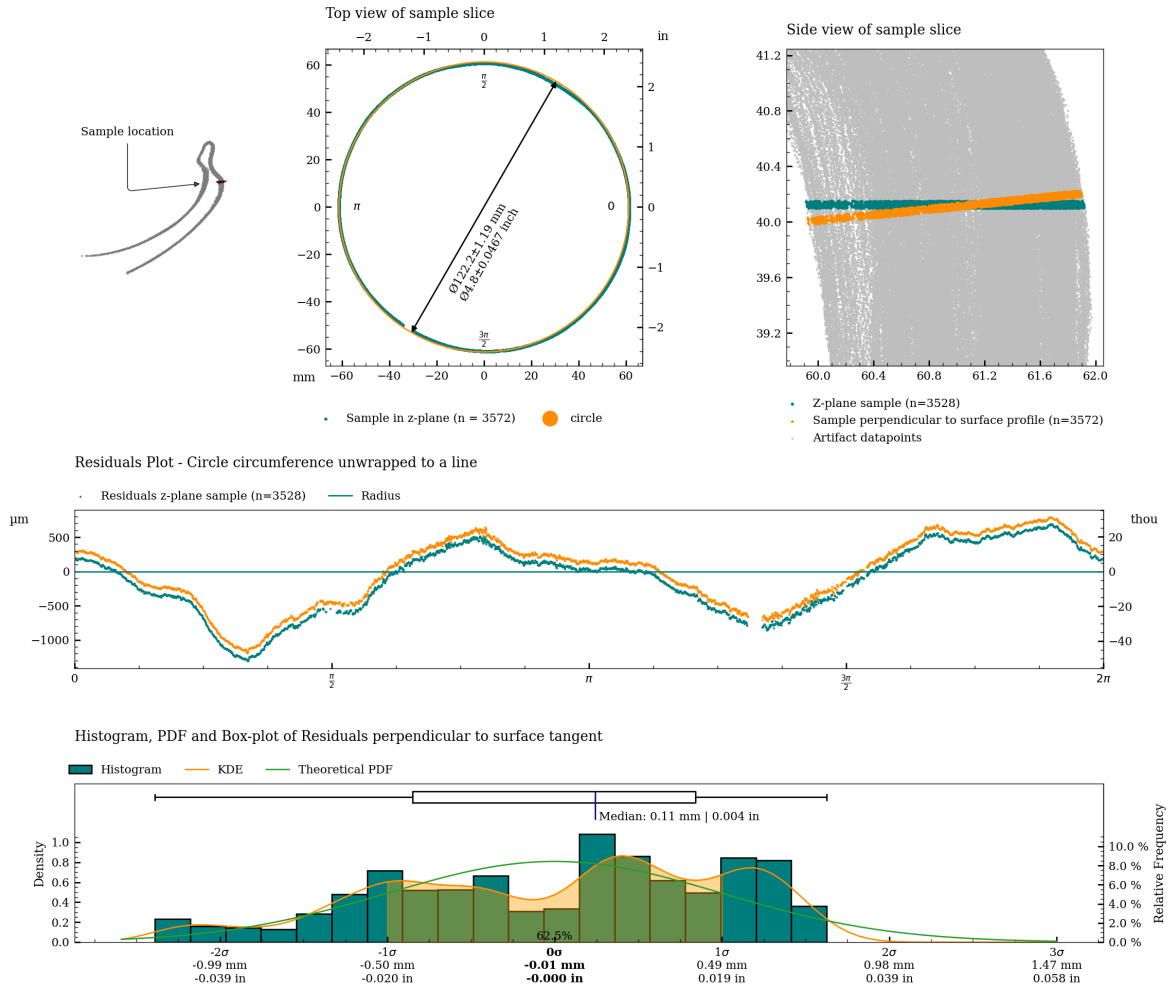 Top view of sample slice
−2 −1 0 1 2 in
60 40 20 0 −20 −40 −60
2 1 0 −1 −2
π/2
π 0
3π/2
Ø122.2±1.19 mm
Ø4.8±0.0467 inch
mm −60 −40 −20 0 20 40 60
Sample in z-plane (n = 3572) circle
Sample location
Side view of sample slice
41.2
40.8
40.4
40.0
39.6
39.2
60.0 60.4 60.8 61.2 61.6 62.0
Z-plane sample (n=3528)
Sample perpendicular to surface profile (n=3572)
Artifact datapoints
Residuals Plot - Circle circumference unwrapped to a line
Residuals z-plane sample (n=3528) Radius
µm thou
500 20
0 0
−500 −20
−1000 −40
0 π/2 π 3π/2 2π
Histogram, PDF and Box-plot of Residuals perpendicular to surface tangent
Histogram KDE Theoretical PDF
Median: 0.11 mm | 0.004 in
Density
1.0
0.8
0.6
0.4
0.2
0.0
Relative Frequency
10.0 %
8.0 %
6.0 %
4.0 %
2.0 %
0.0 %
62.5%
-2σ -1σ 0σ 1σ 2σ 3σ
-0.99 mm -0.50 mm -0.01 mm 0.49 mm 0.98 mm 1.47 mm
-0.039 in -0.020 in -0.000 in 0.019 in 0.039 in 0.058 in